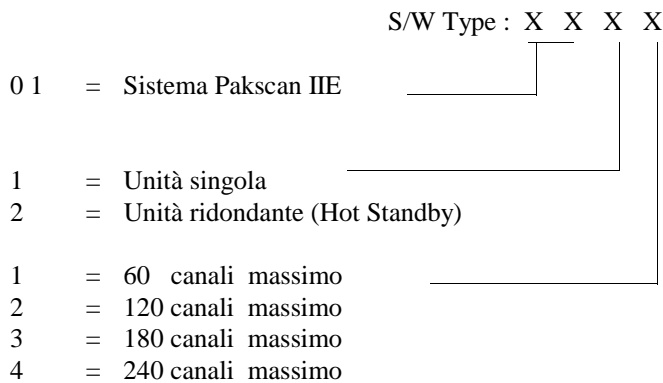 S/W Type : X X X X
0 1 = Sistema Pakscan IIE
1 = Unità singola
2 = Unità ridondante (Hot Standby)
1 = 60 canali massimo
2 = 120 canali massimo
3 = 180 canali massimo
4 = 240 canali massimo